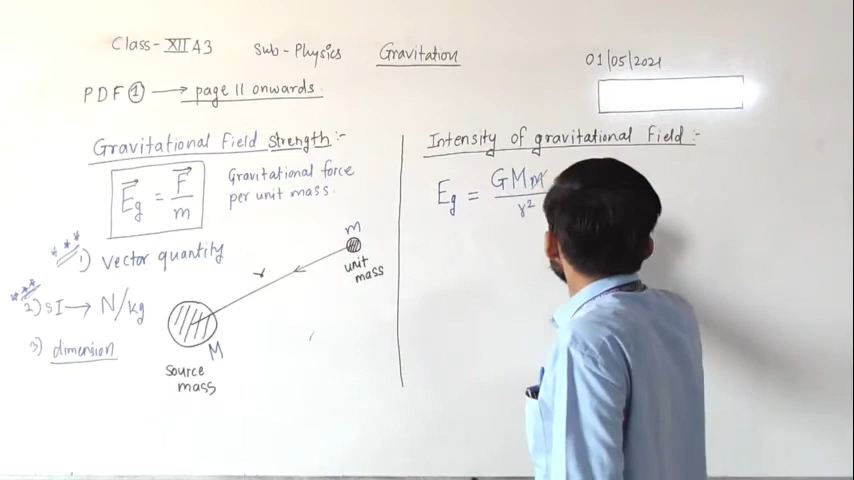 Class-XII A3 Sub-Physics Gravitation
01/05/2021
PDF ① → page 11 onwards.
Gravitational Field Strength:-
E⃗g = F⃗/m
Gravitational force
per unit mass.
1) vector quantity
2) SI → N/kg
3) dimension
m
unit
mass
r
M
source
mass
Intensity of gravitational Field:-
Eg = GMm/r²